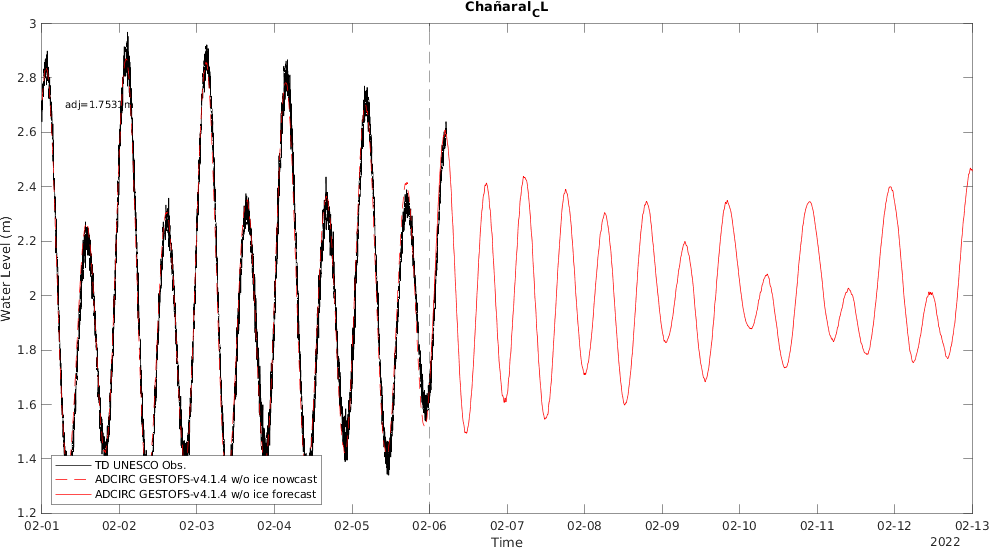 Chañaral_CL
3
2.8
2.6
2.4
2.2
2
1.8
1.6
1.4
1.2
Water Level (m)
adj=1.7531m
TD UNESCO Obs.
ADCIRC GESTOFS-v4.1.4 w/o ice nowcast
ADCIRC GESTOFS-v4.1.4 w/o ice forecast
02-01 02-02 02-03 02-04 02-05 02-06 02-07 02-08 02-09 02-10 02-11 02-12 02-13
Time
2022